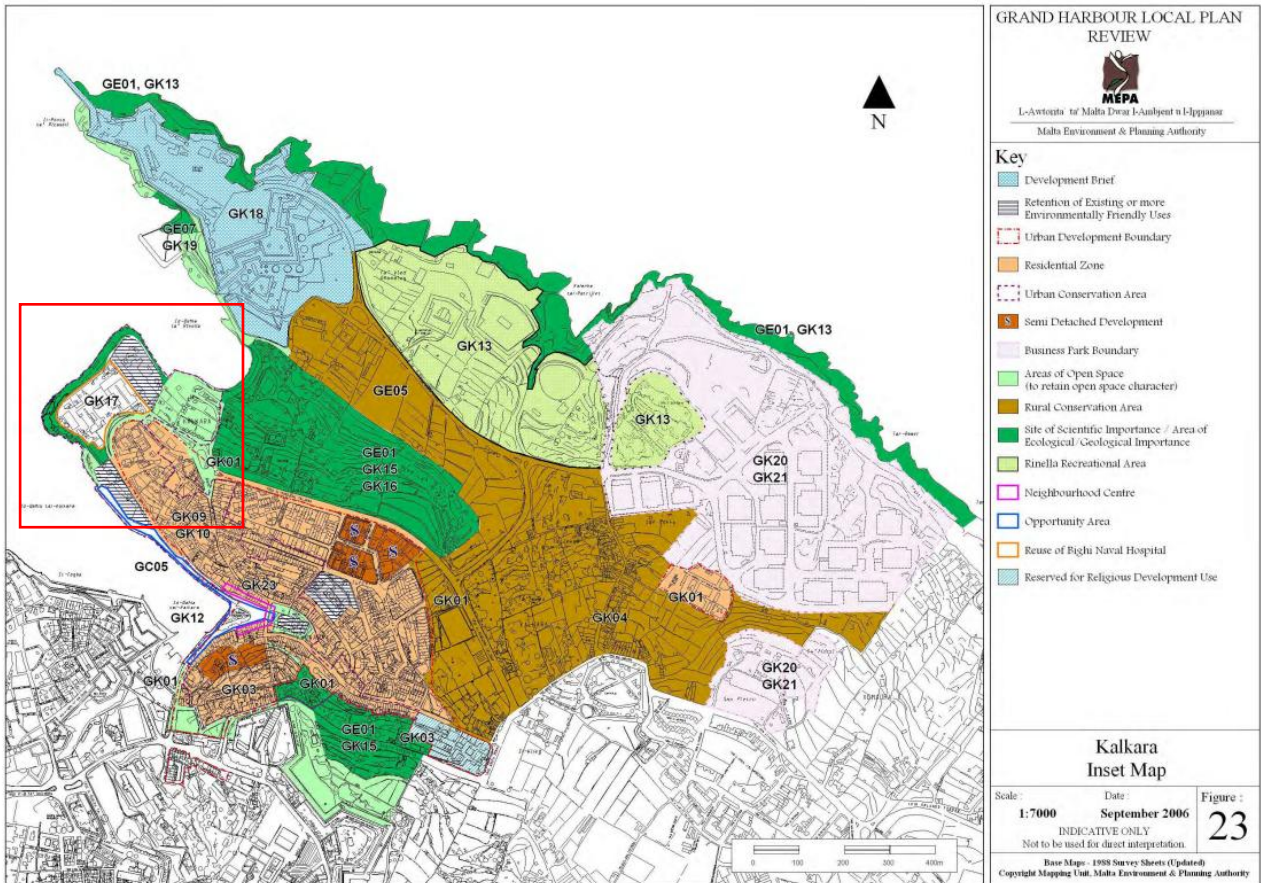 GE01, GK13
N
GK18
GE07
GK19
GK13
GE01, GK13
GE05
GK13
GK17
GK01
GE01
GK15
GK16
GK20
GK21
GK09
GK10
S
S
S
S
GC05
GK23
GK12
GK01
GK04
GK01
GK20
GK21
GK01
GK03
GK01
GE01
GK15
GK03
0 100 200 300 400m
GRAND HARBOUR LOCAL PLAN
REVIEW
MEPA
L-Awtorita' ta' Malta Dwar l-Ambjent u l-Ippjanar
Malta Environment & Planning Authority
Key
Development Brief
Retention of Existing or more
Environmentally Friendly Uses
Urban Development Boundary
Residential Zone
Urban Conservation Area
S Semi Detached Development
Business Park Boundary
Areas of Open Space
(to retain open space character)
Rural Conservation Area
Site of Scientific Importance / Area of
Ecological/Geological Importance
Rinella Recreational Area
Neighbourhood Centre
Opportunity Area
Reuse of Bighi Naval Hospital
Reserved for Religious Development Use
Kalkara
Inset Map
Scale :
1:7000
Date :
September 2006
Figure :
23
INDICATIVE ONLY
Not to be used for direct interpretation.
Base Maps - 1988 Survey Sheets (Updated)
Copyright Mapping Unit, Malta Environment & Planning Authority